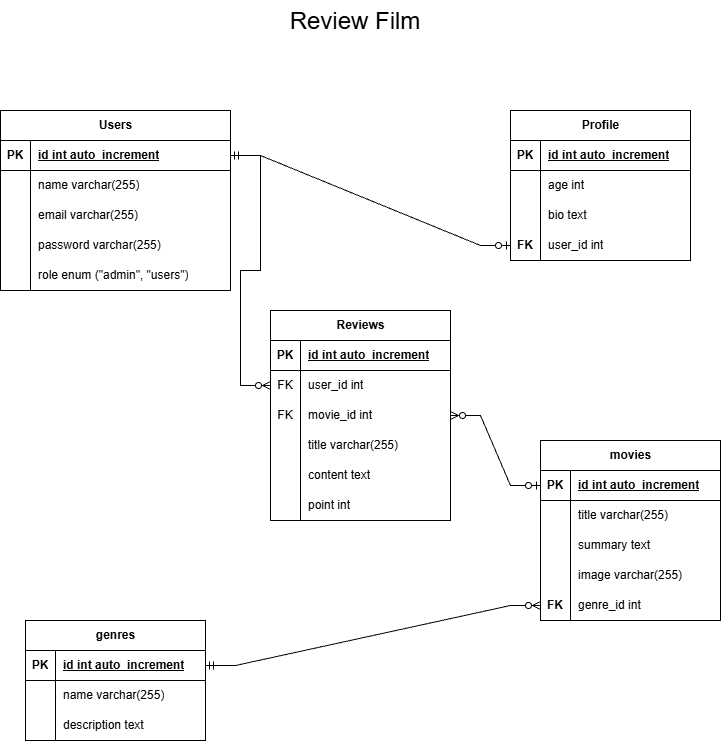 Review Film
Users
PK id int auto_increment
name varchar(255)
email varchar(255)
password varchar(255)
role enum ("admin", "users")
Profile
PK id int auto_increment
age int
bio text
FK user_id int
Reviews
PK id int auto_increment
FK user_id int
FK movie_id int
title varchar(255)
content text
point int
movies
PK id int auto_increment
title varchar(255)
summary text
image varchar(255)
FK genre_id int
genres
PK id int auto_increment
name varchar(255)
description text